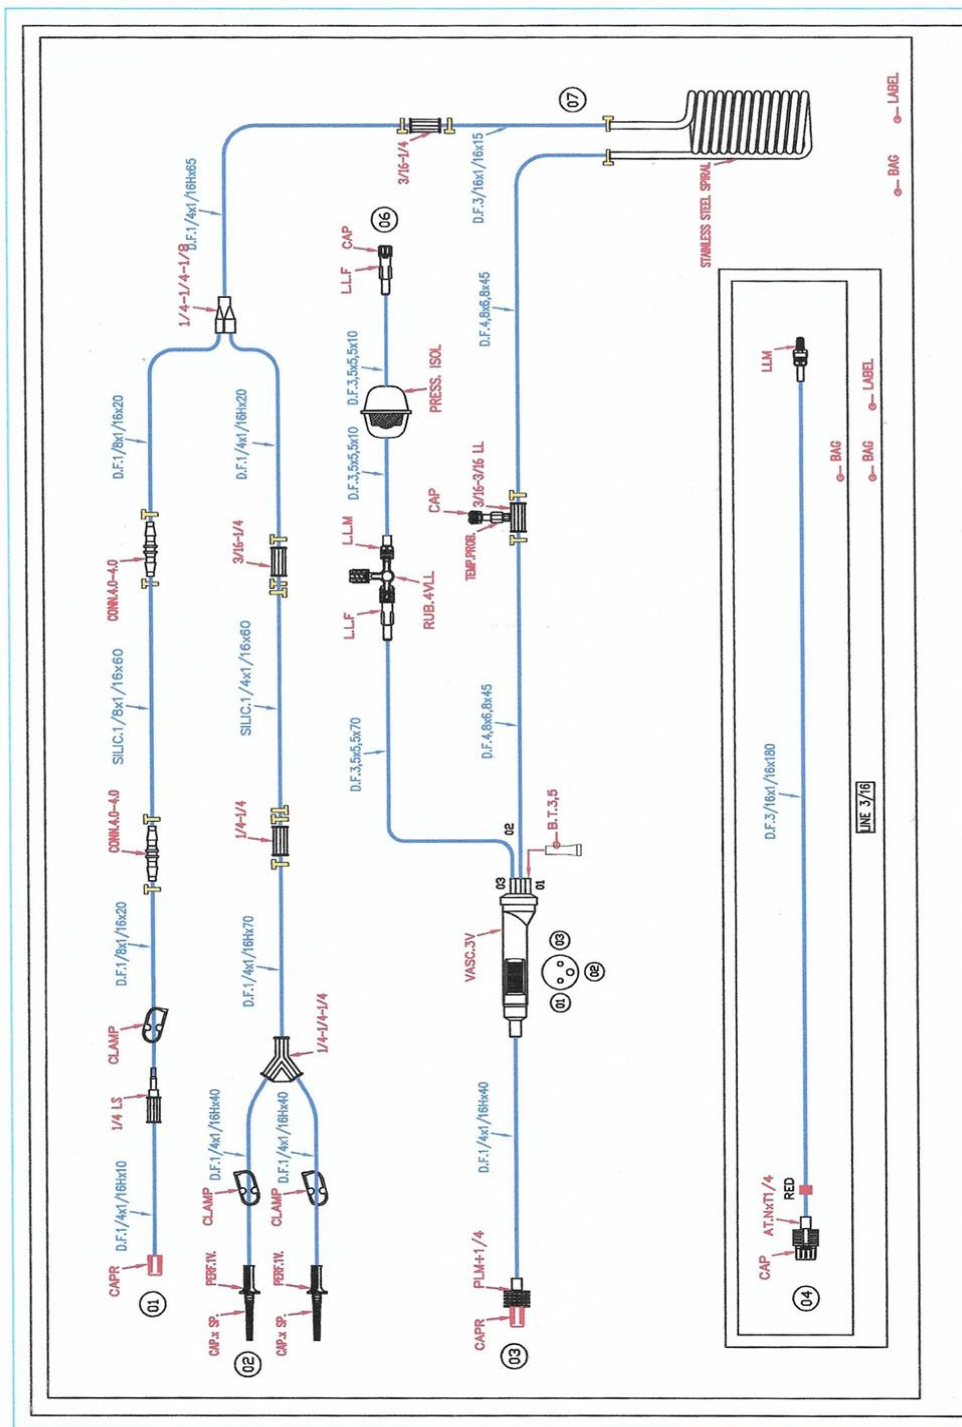 CAPR
D.F.1/4x1/16Hx10
1/4 LS
CLAMP
D.F.1/8x1/16x20
CONN.4.0-4.0
SILIC.1/8x1/16x60
CONN.4.0-4.0
D.F.1/8x1/16x20
1/4-1/4-1/8
D.F.1/4x1/16Hx65
3/16-1/4
01
CAP.x SP.
PERF.1V.
CLAMP
D.F.1/4x1/16Hx40
CAP.x SP.
PERF.1V.
CLAMP
D.F.1/4x1/16Hx40
1/4-1/4-1/4
D.F.1/4x1/16Hx70
1/4-1/4
SILIC.1/4x1/16x60
3/16-1/4
D.F.1/4x1/16Hx20
02
D.F.3,5x5,5x70
L.L.F
RUB.4VLL
L.L.M
D.F.3,5x5,5x10
PRESS. ISOL
D.F.3,5x5,5x10
L.L.F
CAP
06
D.F.3/16x1/16x15
07
CAPR
PLM+1/4
D.F.1/4x1/16Hx40
VASC.3V
03
02
01
B.T.3,5
01
03
02
D.F.4,8x6,8x45
TEMP.PROB.
CAP
3/16-3/16 LL
D.F.4,8x6,8x45
STAINLESS STEEL SPIRAL
03
BAG
LABEL
CAP
AT.NxT1/4
RED
D.F.3/16x1/16x180
LLM
04
BAG
LINE 3/16
BAG
LABEL